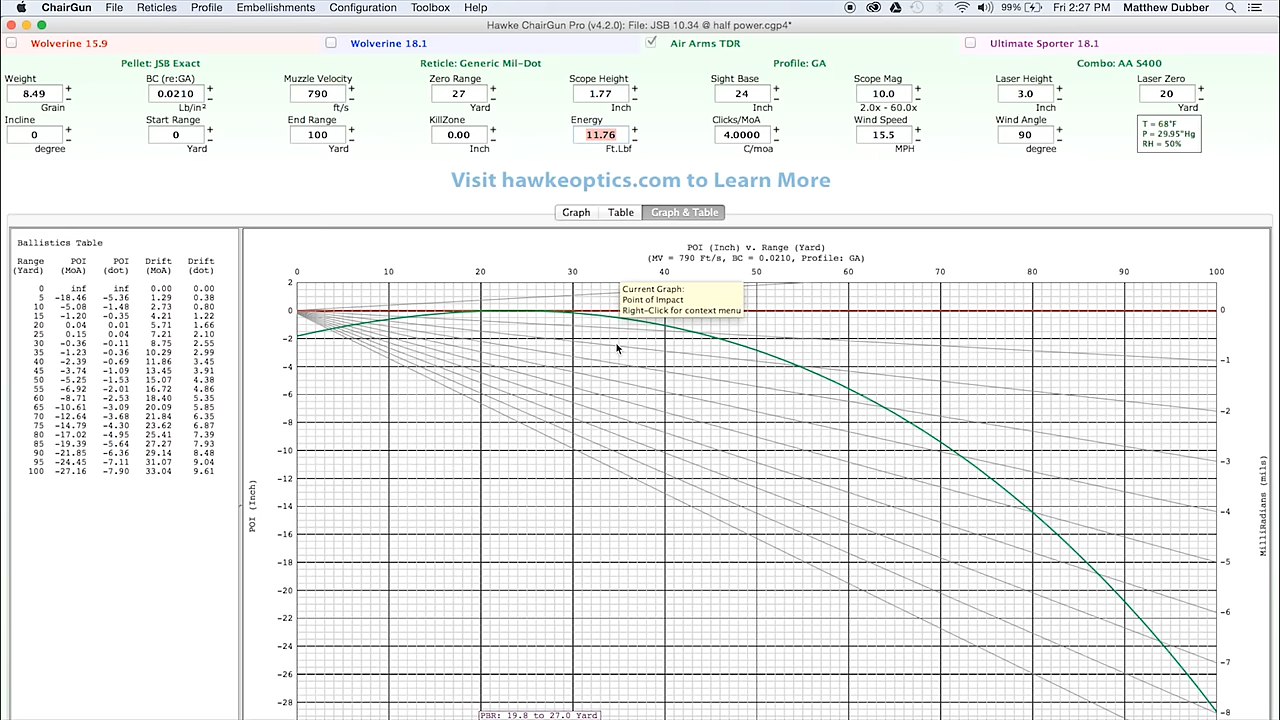 ChairGun File Reticles Profile Embellishments Configuration Toolbox Help 99% Fri 2:27 PM Matthew Dubber
Hawke ChairGun Pro (v4.2.0): File: JSB 10.34 @ half power.cgp4*
Wolverine 15.9 Wolverine 18.1 Air Arms TDR Ultimate Sporter 18.1
Pellet: JSB Exact Reticle: Generic Mil-Dot Profile: GA Combo: AA S400
Weight BC (re:GA) Muzzle Velocity Zero Range Scope Height Sight Base Scope Mag Laser Height Laser Zero
8.49 + - 0.0210 + - 790 + - 27 + - 1.77 + - 24 + - 10.0 + - 3.0 + - 20 + -
Grain Lb/in² ft/s Yard Inch Inch 2.0x - 60.0x Inch Yard
Incline Start Range End Range KillZone Energy Clicks/MoA Wind Speed Wind Angle
0 + - 0 + - 100 + - 0.00 + - 11.76 + - 4.0000 + - 15.5 + - 90 + -
degree Yard Yard Inch Ft.Lbf C/moa MPH degree
T = 68°F
P = 29.95"Hg
RH = 50%
Visit hawkeoptics.com to Learn More
Graph Table Graph & Table
Ballistics Table
Range POI POI Drift Drift
(Yard) (MoA) (dot) (MoA) (dot)
0 inf inf 0.00 0.00
5 -18.46 -5.36 1.29 0.38
10 -5.08 -1.48 2.73 0.80
15 -1.20 -0.35 4.21 1.22
20 0.04 0.01 5.71 1.66
25 0.15 0.04 7.21 2.10
30 -0.36 -0.11 8.75 2.55
35 -1.23 -0.36 10.29 2.99
40 -2.39 -0.69 11.86 3.45
45 -3.74 -1.09 13.45 3.91
50 -5.25 -1.53 15.07 4.38
55 -6.92 -2.01 16.72 4.86
60 -8.71 -2.53 18.40 5.35
65 -10.61 -3.09 20.09 5.85
70 -12.64 -3.68 21.84 6.35
75 -14.79 -4.30 23.62 6.87
80 -17.02 -4.95 25.41 7.39
85 -19.39 -5.64 27.27 7.93
90 -21.85 -6.36 29.14 8.48
95 -24.45 -7.11 31.07 9.04
100 -27.16 -7.90 33.04 9.61
POI (Inch) v. Range (Yard)
(MV = 790 Ft/s, BC = 0.0210, Profile: GA)
0 10 20 30 40 50 60 70 80 90 100
Current Graph:
Point of Impact
Right-Click for context menu
2
0
-2
-4
-6
-8
-10
-12
-14
-16
-18
-20
-22
-24
-26
-28
POI (Inch)
0
-1
-2
-3
-4
-5
-6
-7
-8
MilliRadians (mils)
PBR: 19.8 to 27.0 Yard